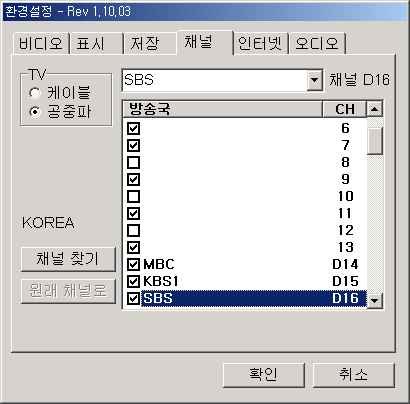 환경설정 - Rev 1.10.03
비디오 표시 저장 채널 인터넷 오디오
TV
케이블
공중파
SBS 채널 D16
방송국 CH
6
7
8
9
10
11
12
13
MBC D14
KBS1 D15
SBS D16
KOREA
채널 찾기
원래 채널로
확인 취소